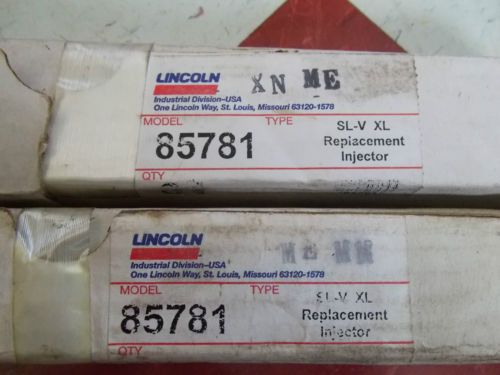 LINCOLN XN ME
Industrial Division-USA
One Lincoln Way, St. Louis, Missouri 63120-1578
MODEL TYPE
85781 SL-V XL
Replacement
Injector
QTY
LINCOLN ME
Industrial Division-USA
One Lincoln Way, St. Louis, Missouri 63120-1578
MODEL TYPE
85781 SL-V XL
Replacement
Injector
QTY